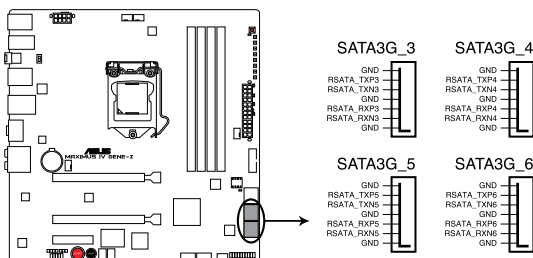 SATA3G_3
GND
RSATA_TXP3
RSATA_TXN3
GND
RSATA_RXP3
RSATA_RXN3
GND
SATA3G_4
GND
RSATA_TXP4
RSATA_TXN4
GND
RSATA_RXP4
RSATA_RXN4
GND
ASUS
MAXIMUS IV GENE-Z
SATA3G_5
GND
RSATA_TXP5
RSATA_TXN5
GND
RSATA_RXP5
RSATA_RXN5
GND
SATA3G_6
GND
RSATA_TXP6
RSATA_TXN6
GND
RSATA_RXP6
RSATA_RXN6
GND